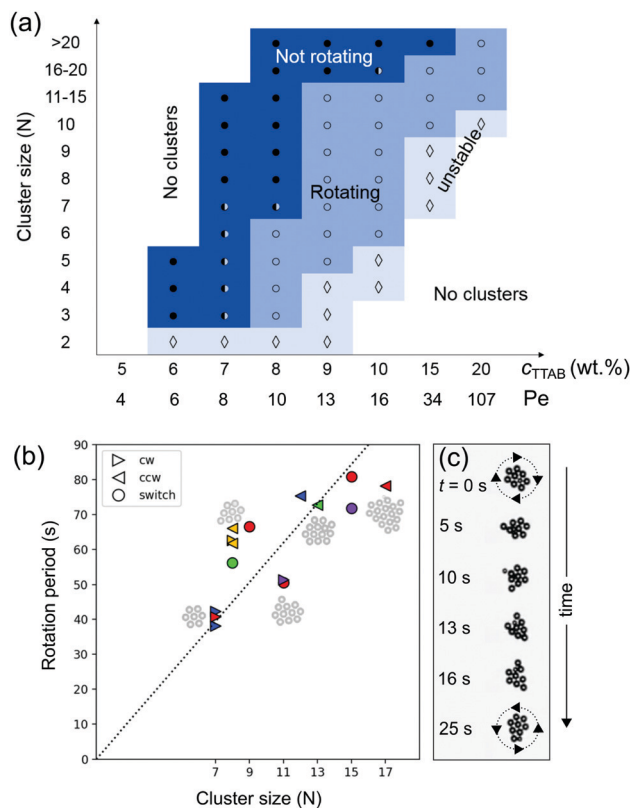 (a)
>20
16-20
11-15
10
9
8
7
6
5
4
3
2
Cluster size (N)
No clusters
Not rotating
Rotating
unstable
No clusters
5 6 7 8 9 10 15 20 cTTAB (wt.%)
4 6 8 10 13 16 34 107 Pe
(b)
90
80
70
60
50
40
30
20
10
0
Rotation period (s)
cw
ccw
switch
7 9 11 13 15 17
Cluster size (N)
(c)
t = 0 s
5 s
10 s
13 s
16 s
25 s
time